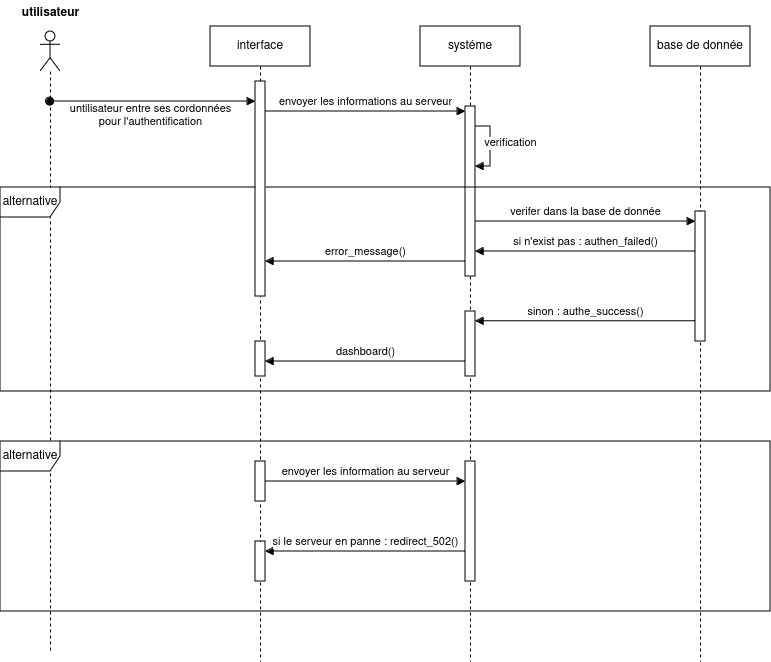 utilisateur
interface
systéme
base de donnée
untilisateur entre ses cordonnées
pour l'authentification
envoyer les informations au serveur
verification
alternative
verifer dans la base de donnée
si n'exist pas : authen_failed()
error_message()
sinon : authe_success()
dashboard()
alternative
envoyer les information au serveur
si le serveur en panne : redirect_502()